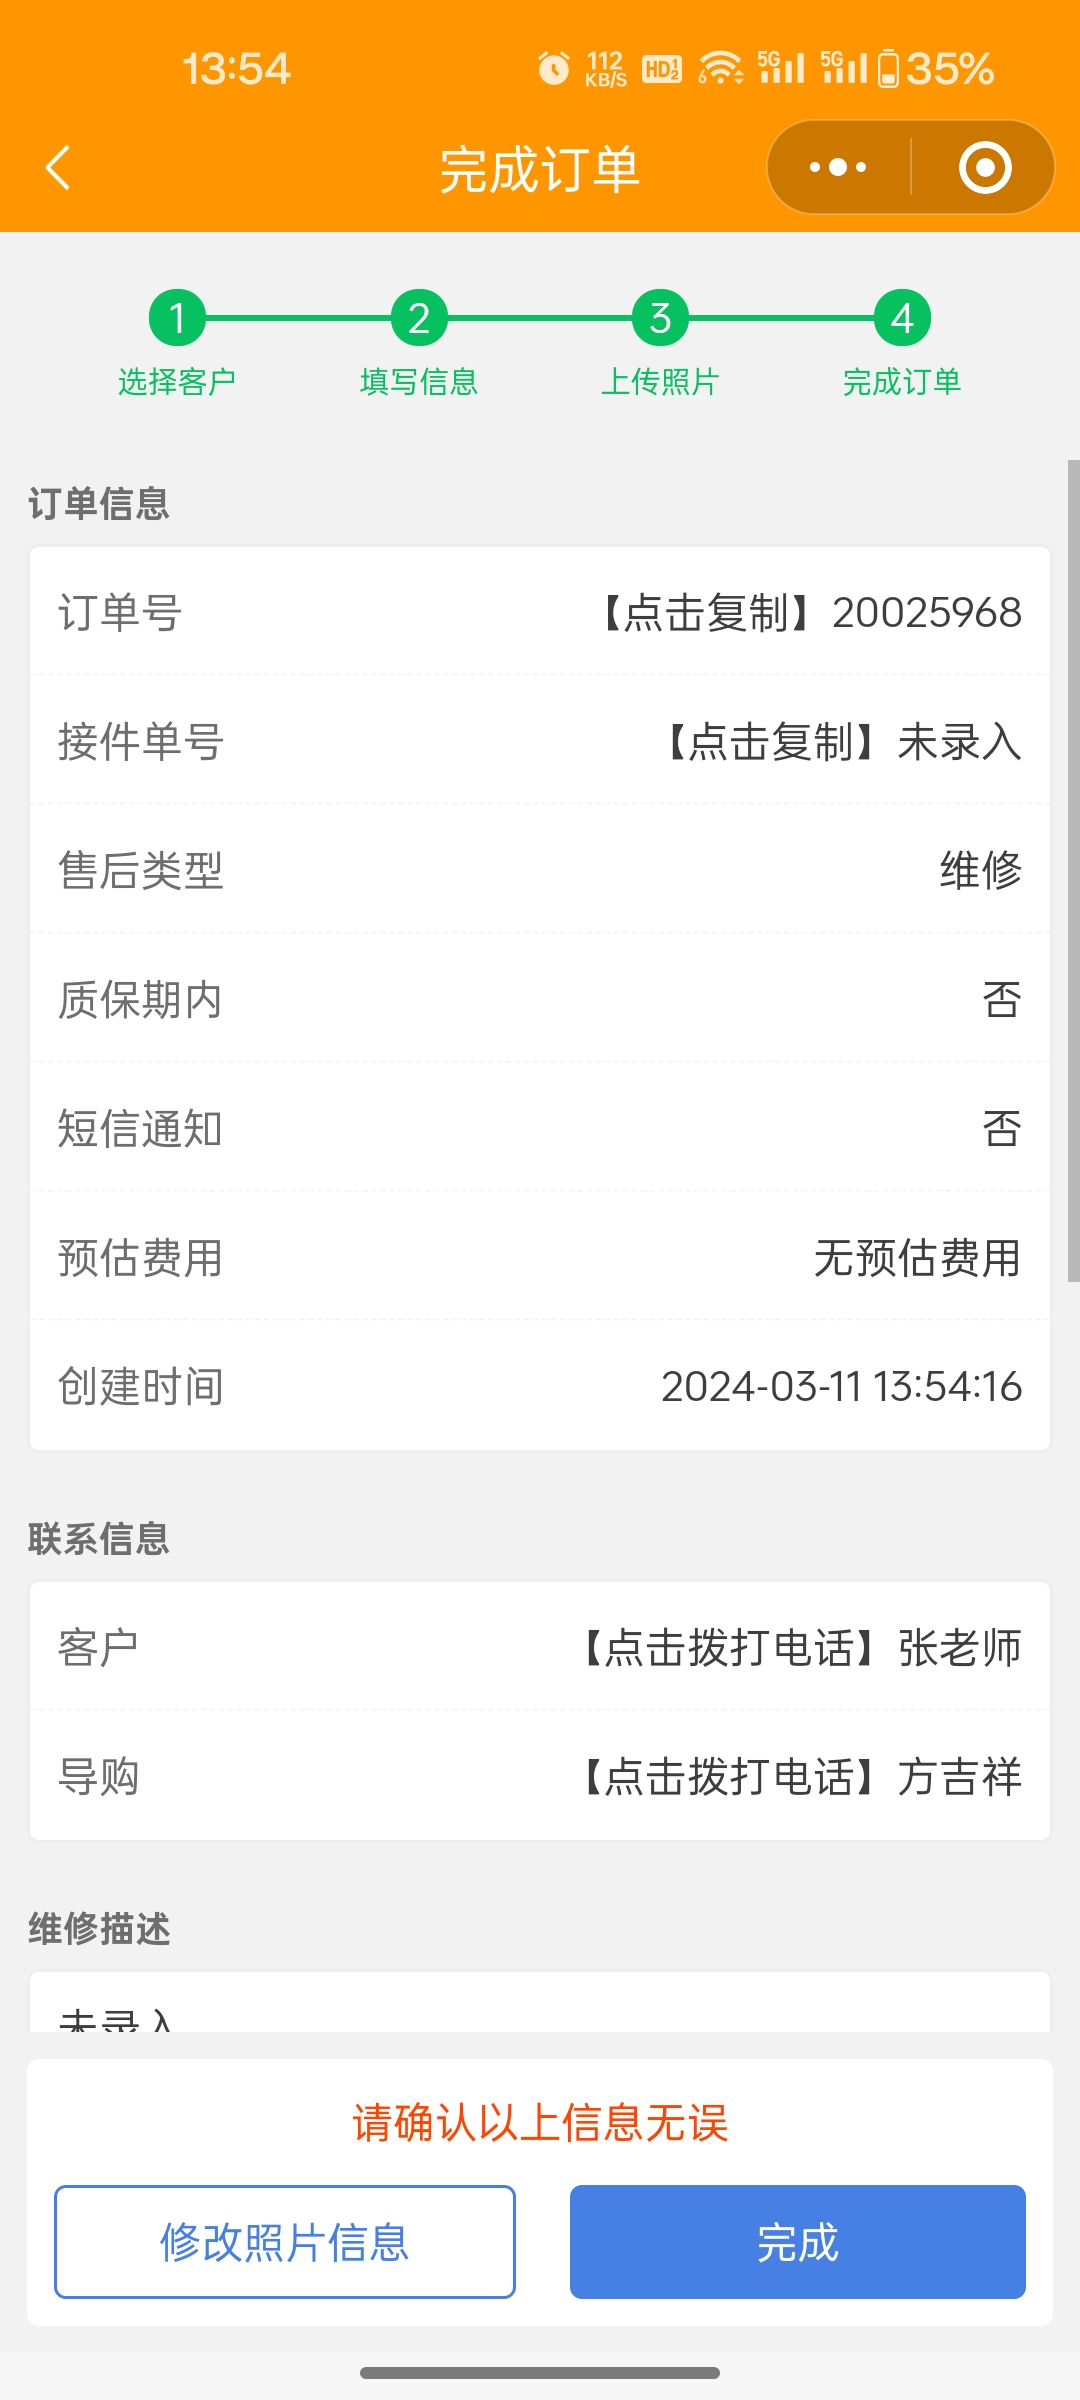 13:54 112 KB/S HD 1 2 6 5G 5G 35%
完成订单
1 2 3 4
选择客户 填写信息 上传照片 完成订单
订单信息
订单号 【点击复制】20025968
接件单号 【点击复制】未录入
售后类型 维修
质保期内 否
短信通知 否
预估费用 无预估费用
创建时间 2024-03-11 13:54:16
联系信息
客户 【点击拨打电话】张老师
导购 【点击拨打电话】方吉祥
维修描述
未录入
请确认以上信息无误
修改照片信息 完成